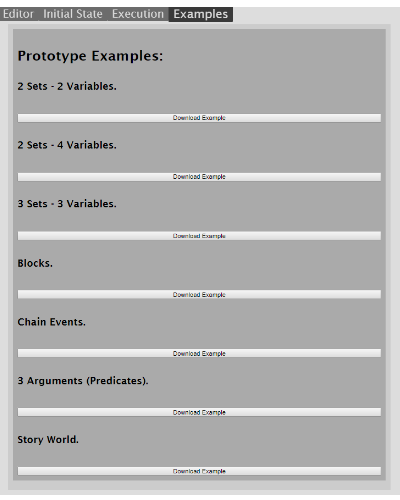 Editor Initial State Execution Examples
Prototype Examples:
2 Sets - 2 Variables.
Download Example
2 Sets - 4 Variables.
Download Example
3 Sets - 3 Variables.
Download Example
Blocks.
Download Example
Chain Events.
Download Example
3 Arguments (Predicates).
Download Example
Story World.
Download Example